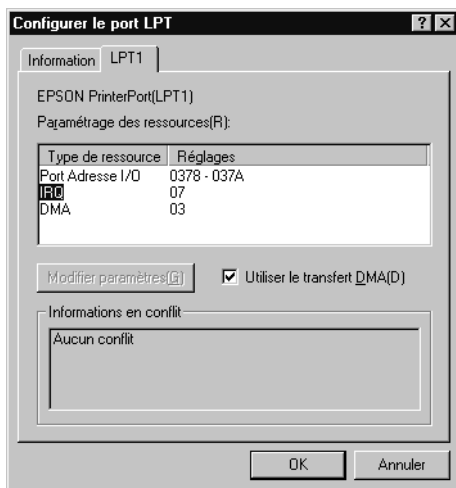 Configurer le port LPT
Information LPT1
EPSON PrinterPort(LPT1)
Paramétrage des ressources(R):
Type de ressource Réglages
Port Adresse I/O 0378 - 037A
IRQ 07
DMA 03
Modifier paramètres(G) Utiliser le transfert DMA(D)
Informations en conflit
Aucun conflit
OK Annuler